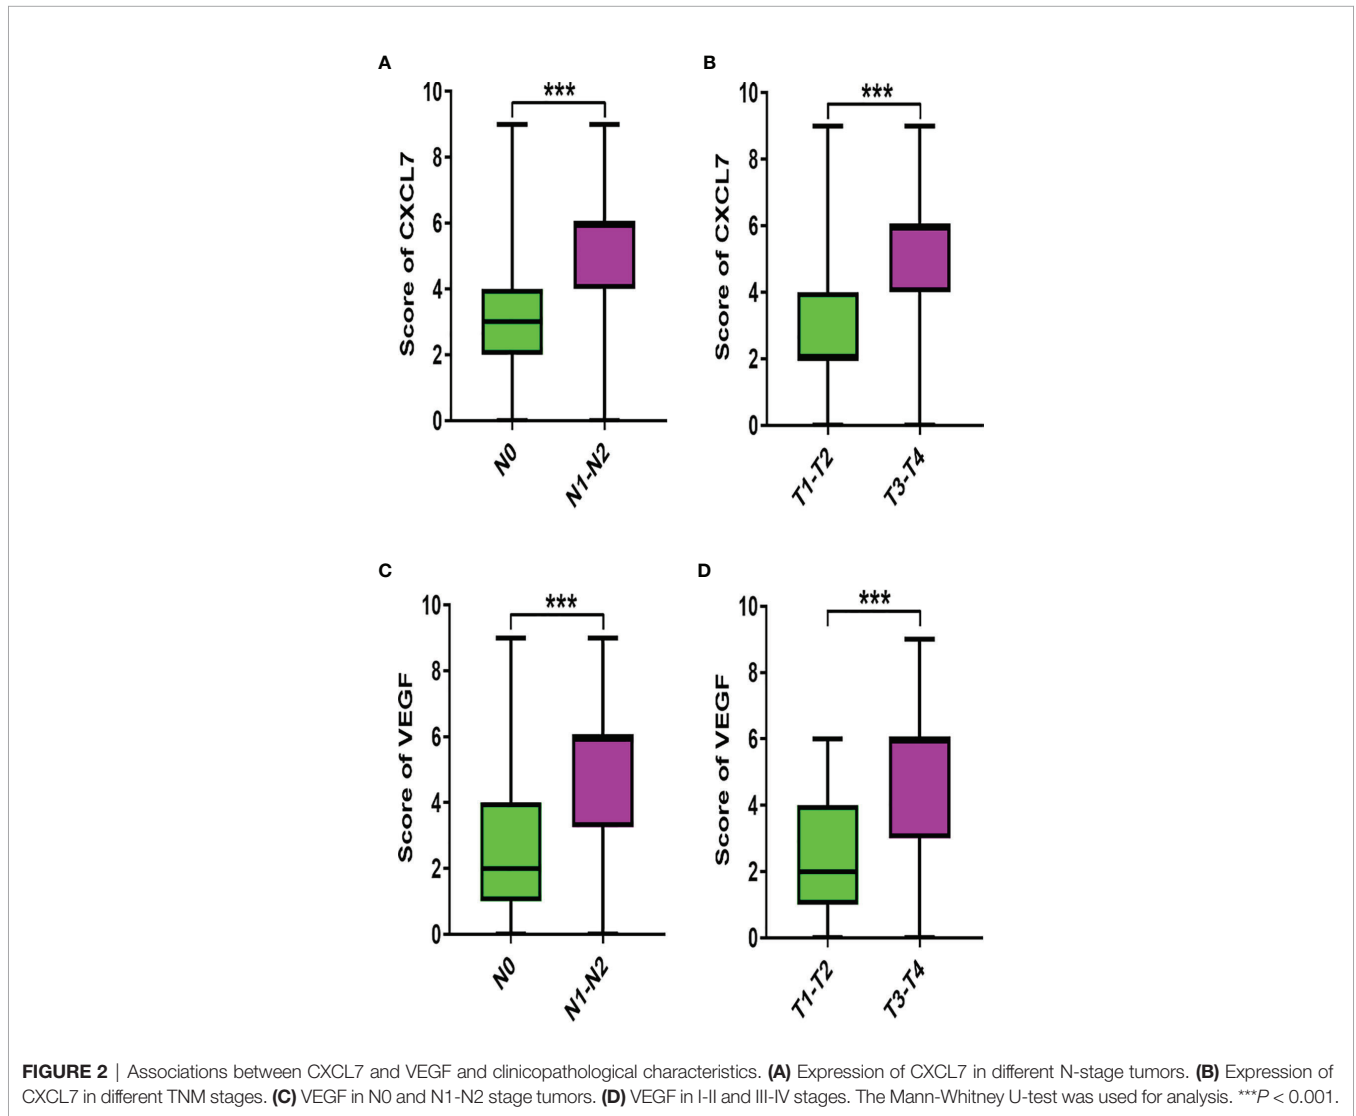 A
B
***
***
10
8
6
4
2
0
Score of CXCL7
N0
N1-N2
10
8
6
4
2
0
Score of CXCL7
T1-T2
T3-T4
C
D
***
***
10
8
6
4
2
0
Score of VEGF
N0
N1-N2
10
8
6
4
2
0
Score of VEGF
T1-T2
T3-T4
FIGURE 2 | Associations between CXCL7 and VEGF and clinicopathological characteristics. (A) Expression of CXCL7 in different N-stage tumors. (B) Expression of
CXCL7 in different TNM stages. (C) VEGF in N0 and N1-N2 stage tumors. (D) VEGF in I-II and III-IV stages. The Mann-Whitney U-test was used for analysis. ***P < 0.001.